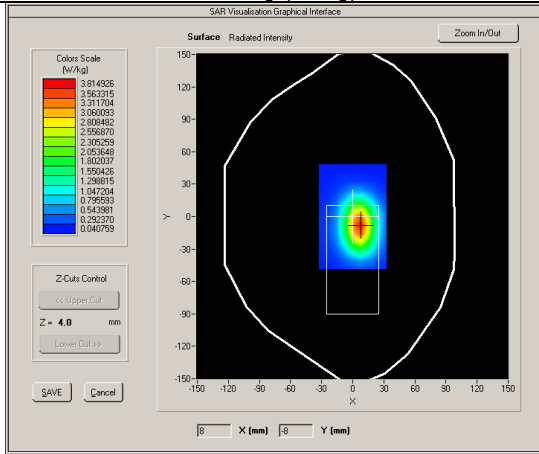 SAR Visualisation Graphical Interface
Surface Radiated Intensity
Zoom In/Out
Colors Scale
(W/kg)
3.814926
3.563315
3.311704
3.060093
2.808482
2.556870
2.305259
2.053648
1.802037
1.550426
1.298815
1.047204
0.795593
0.543981
0.292370
0.040759
Z-Cuts Control
<< Upper Cut
Z = 4.0 mm
Lower Cut >>
SAVE Cancel
150
120
90
60
30
0
-30
-60
-90
-120
-150
Y
-150 -120 -90 -60 -30 0 30 60 90 120 150
X
8 X (mm) -8 Y (mm)